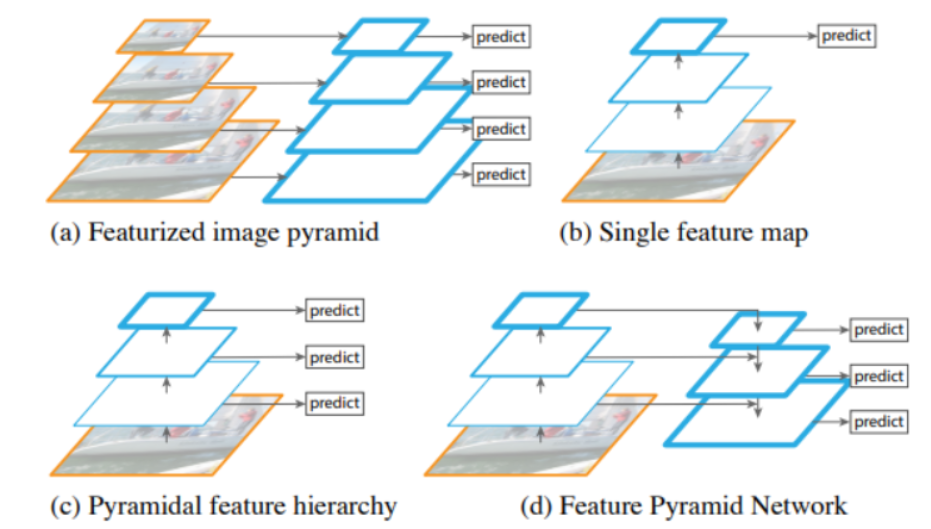 predict
predict
predict
predict
(a) Featurized image pyramid
predict
(b) Single feature map
predict
predict
predict
(c) Pyramidal feature hierarchy
predict
predict
predict
(d) Feature Pyramid Network